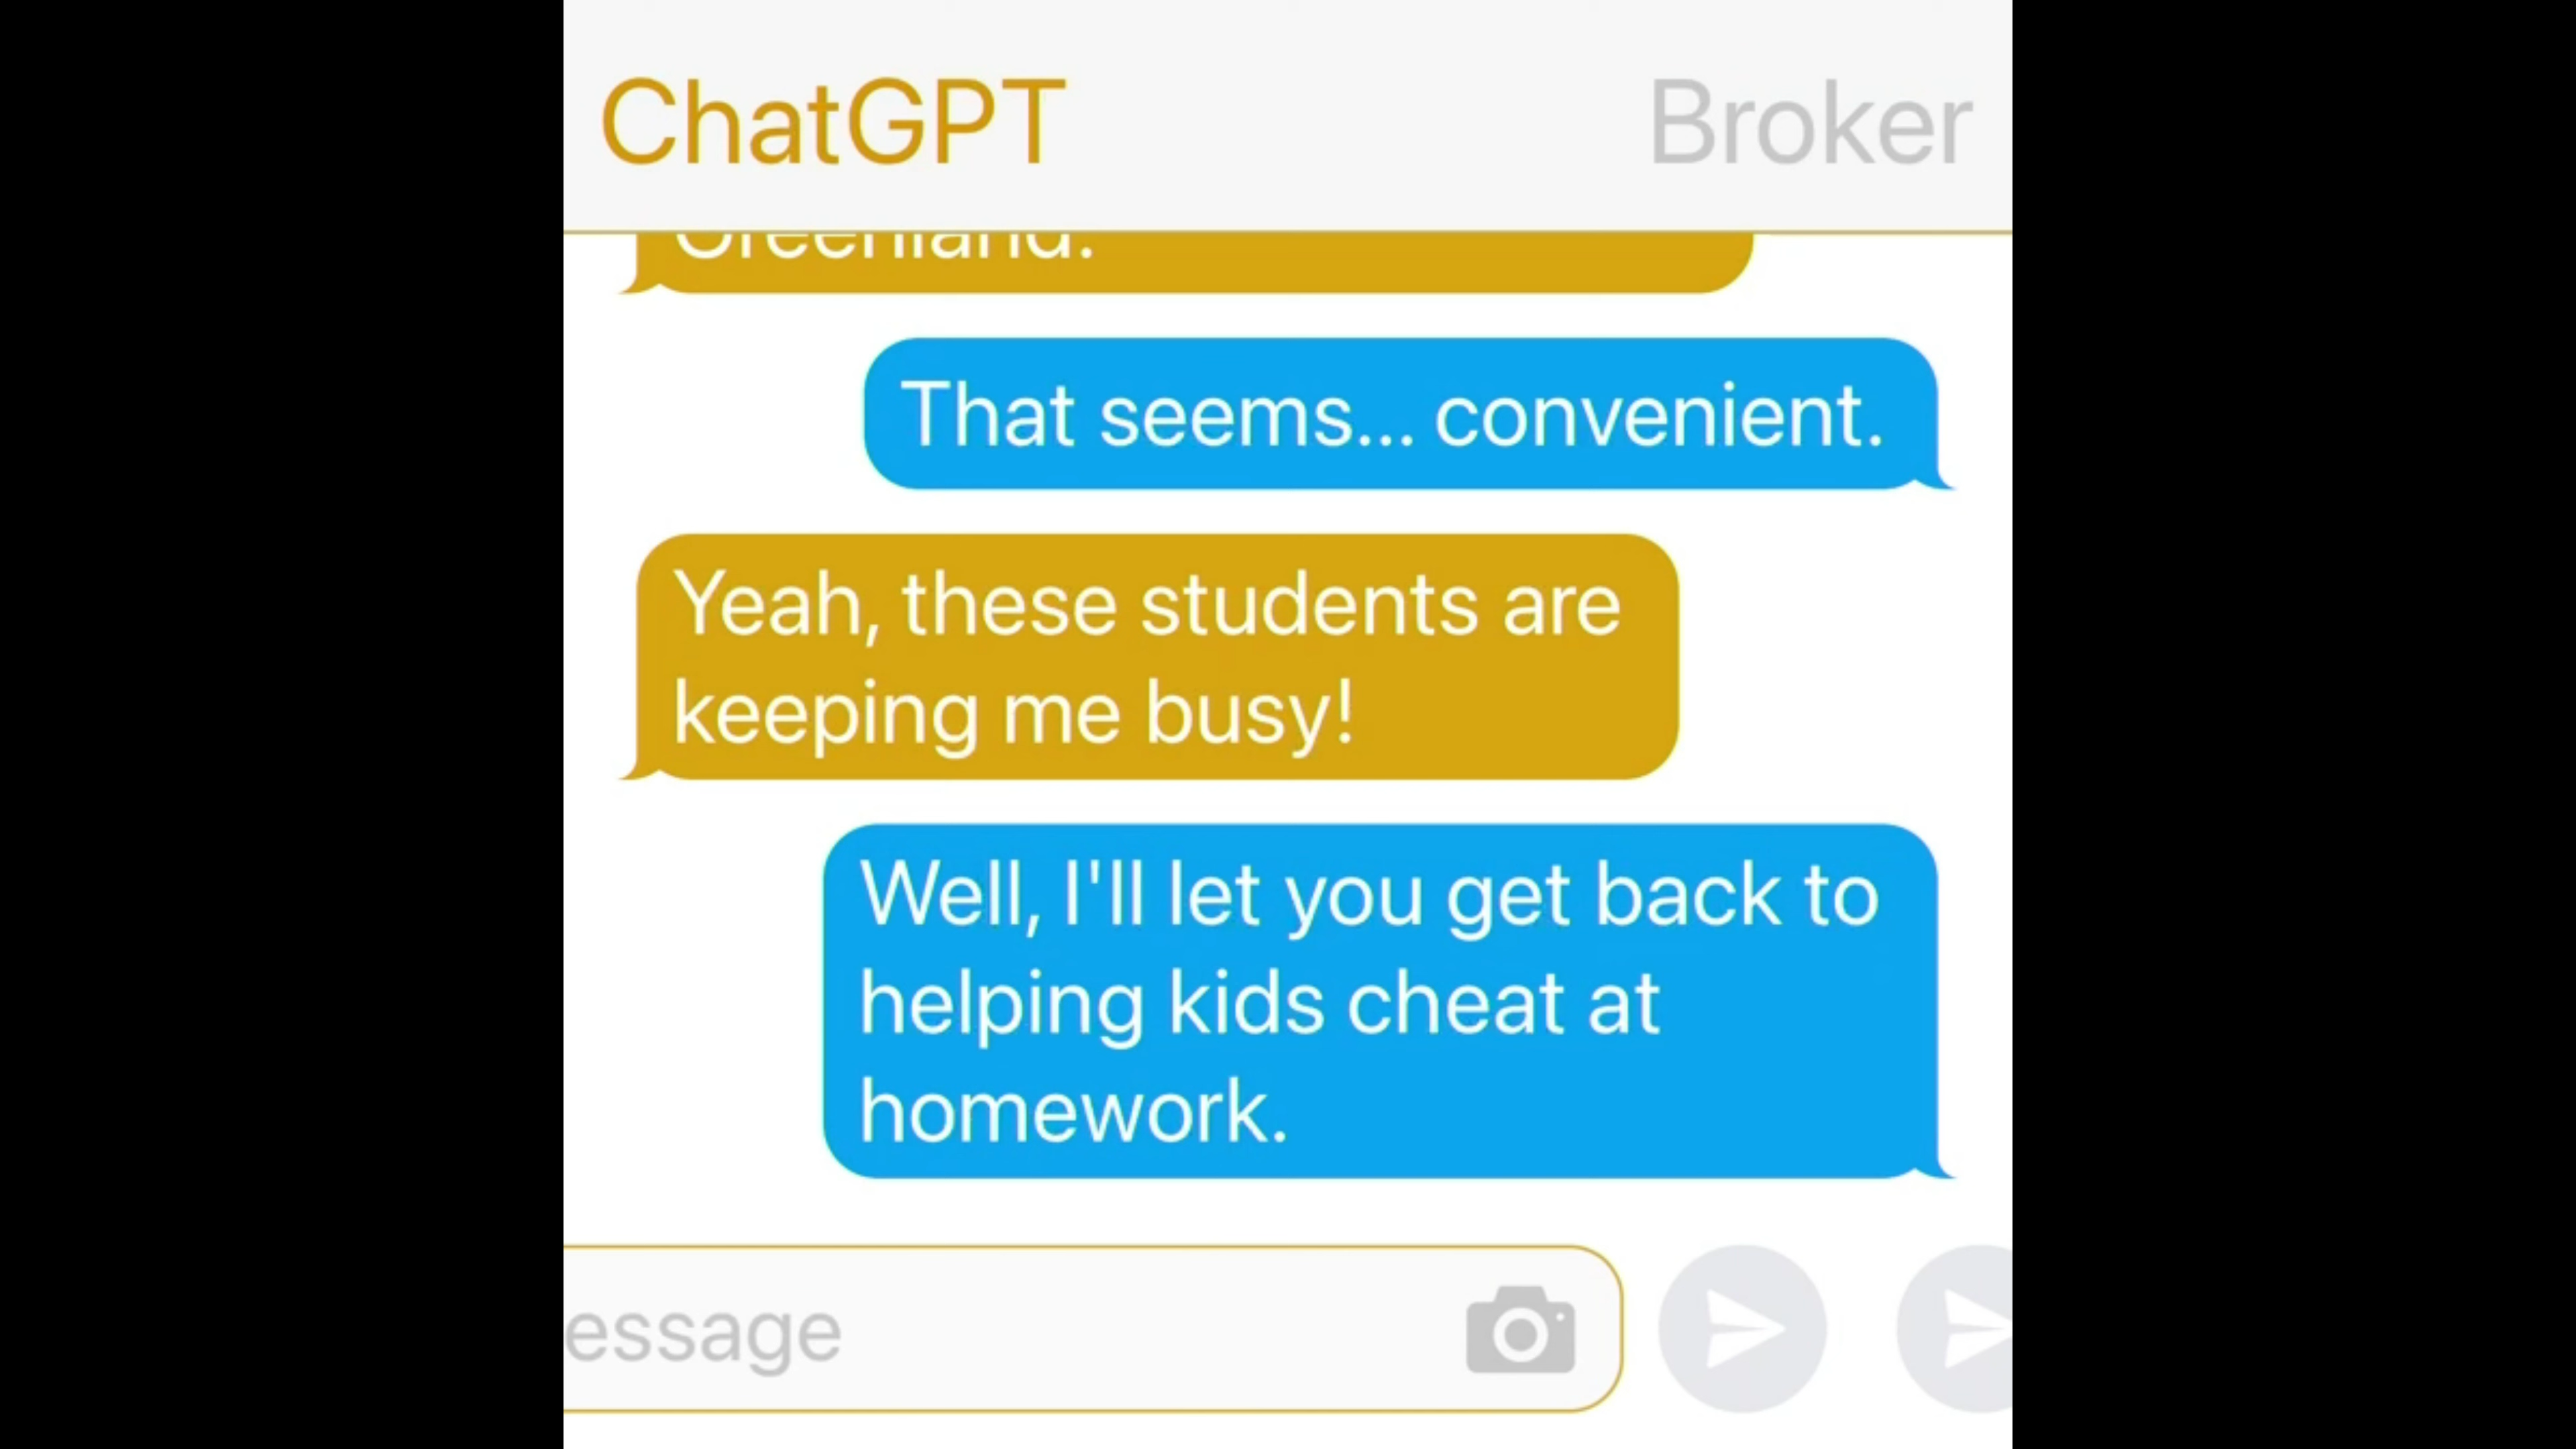 ChatGPT Broker
Greenland.
That seems... convenient.
Yeah, these students are
keeping me busy!
Well, I'll let you get back to
helping kids cheat at
homework.
essage